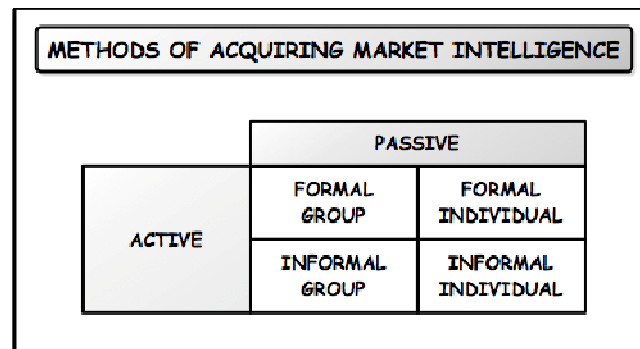 METHODS OF ACQUIRING MARKET INTELLIGENCE
PASSIVE
ACTIVE
FORMAL
GROUP
FORMAL
INDIVIDUAL
INFORMAL
GROUP
INFORMAL
INDIVIDUAL